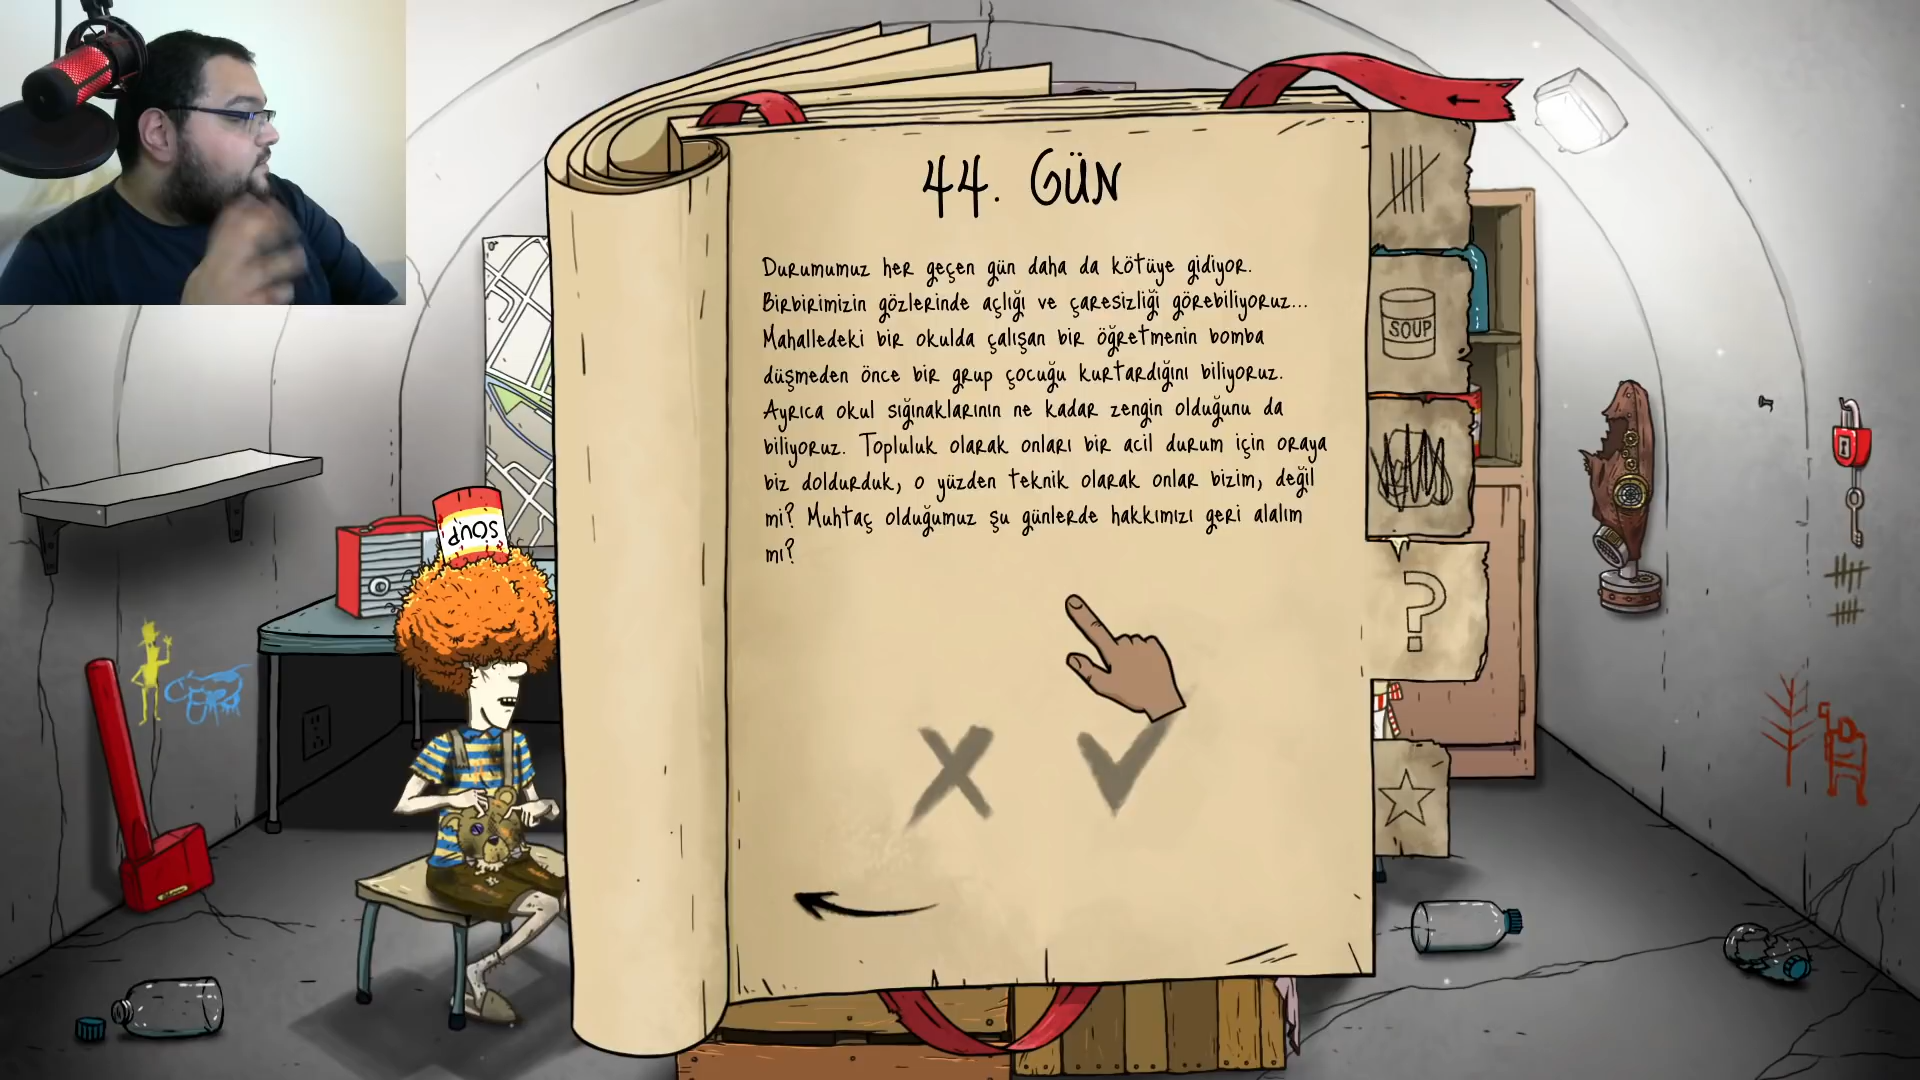 44. GÜN
Durumumuz her geçen gün daha da kötüye gidiyor.
Birbirimizin gözlerinde açlığı ve çaresizliği görebiliyoruz...
Mahalledeki bir okulda çalışan bir öğretmenin bomba
düşmeden önce bir grup çocuğu kurtardığını biliyoruz.
Ayrıca okul sığınaklarının ne kadar zengin olduğunu da
biliyoruz. Topluluk olarak onları bir acil durum için oraya
biz doldurduk, o yüzden teknik olarak onlar bizim, değil
mi? Muhtaç olduğumuz şu günlerde hakkımızı geri alalım
mı?
SOUP
?
SOUP